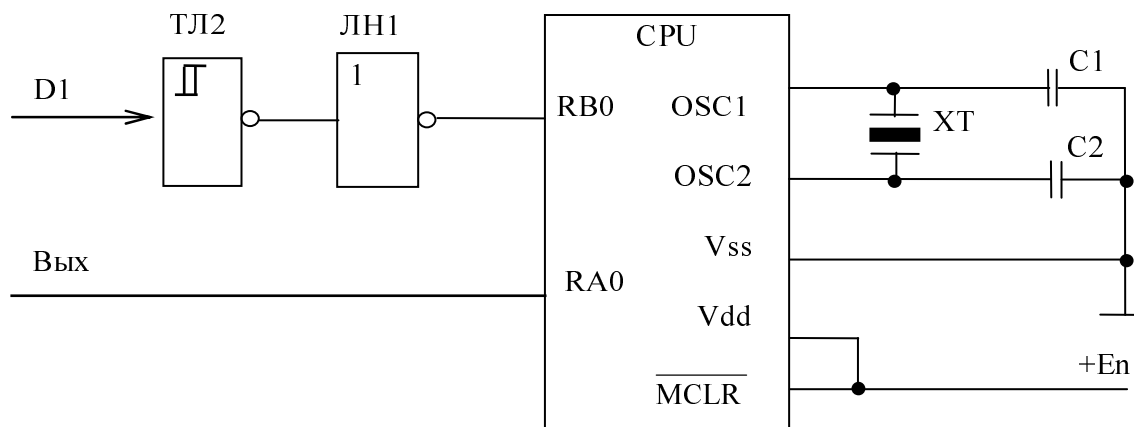 ТЛ2
ЛН1
CPU
D1
1
RB0
OSC1
C1
XT
OSC2
C2
Вых
RA0
Vss
Vdd
+En
MCLR